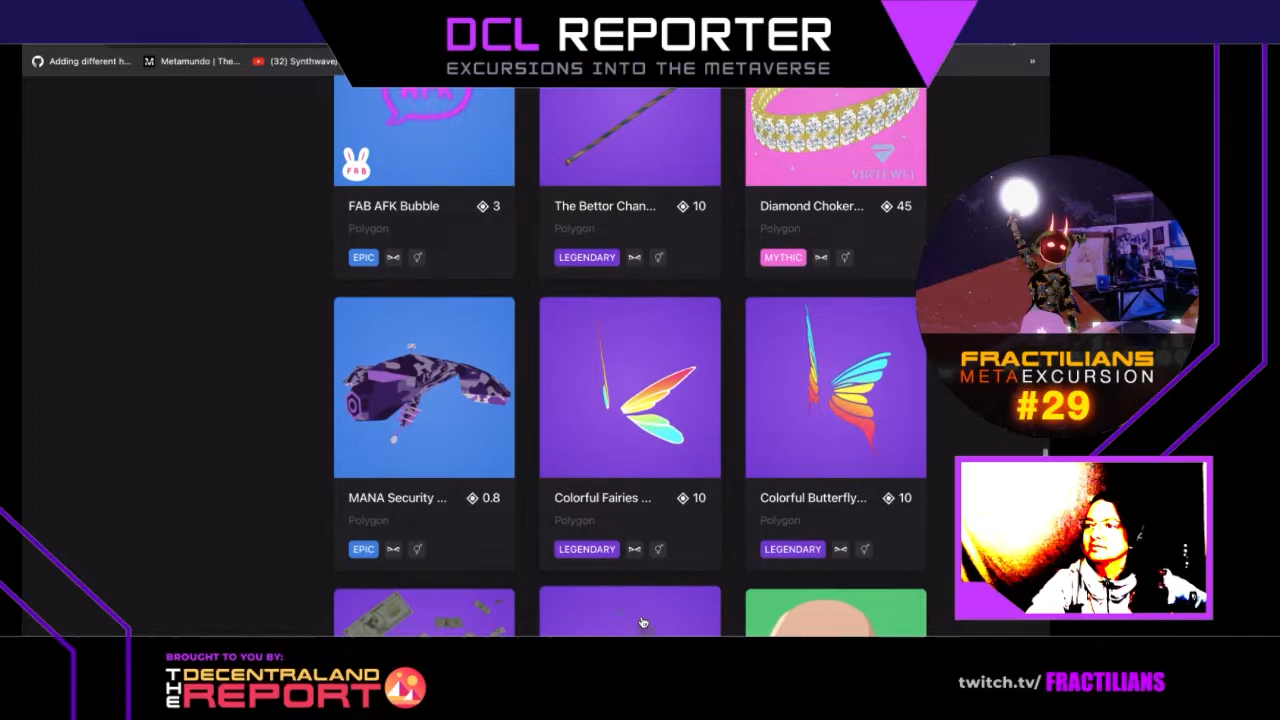 DCL REPORTER
EXCURSIONS INTO THE METAVERSE
Adding different h...
Metamundo | The...
(32) Synthwave
»
AFK
FAB
VIRTEWEL
FAB AFK Bubble
3
Polygon
EPIC
The Bettor Chan...
10
Polygon
LEGENDARY
Diamond Choker...
45
Polygon
MYTHIC
MANA Security ...
0.8
Polygon
EPIC
Colorful Fairies ...
10
Polygon
LEGENDARY
Colorful Butterfly...
10
Polygon
LEGENDARY
FRACTILIANS
METAEXCURSION
#29
BROUGHT TO YOU BY:
THE DECENTRALAND
REPORT
twitch.tv/ FRACTILIANS